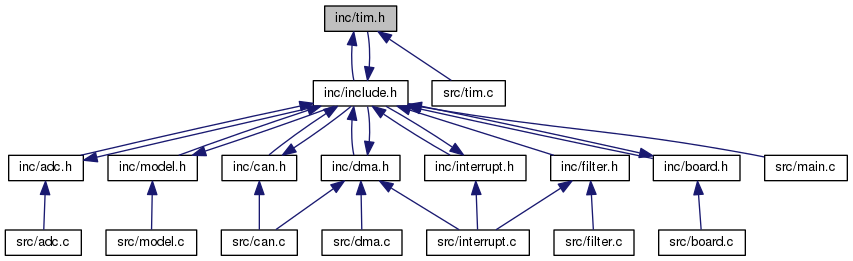 inc/tim.h
inc/include.h
src/tim.c
inc/adc.h
inc/model.h
inc/can.h
inc/dma.h
inc/interrupt.h
inc/filter.h
inc/board.h
src/main.c
src/adc.c
src/model.c
src/can.c
src/dma.c
src/interrupt.c
src/filter.c
src/board.c